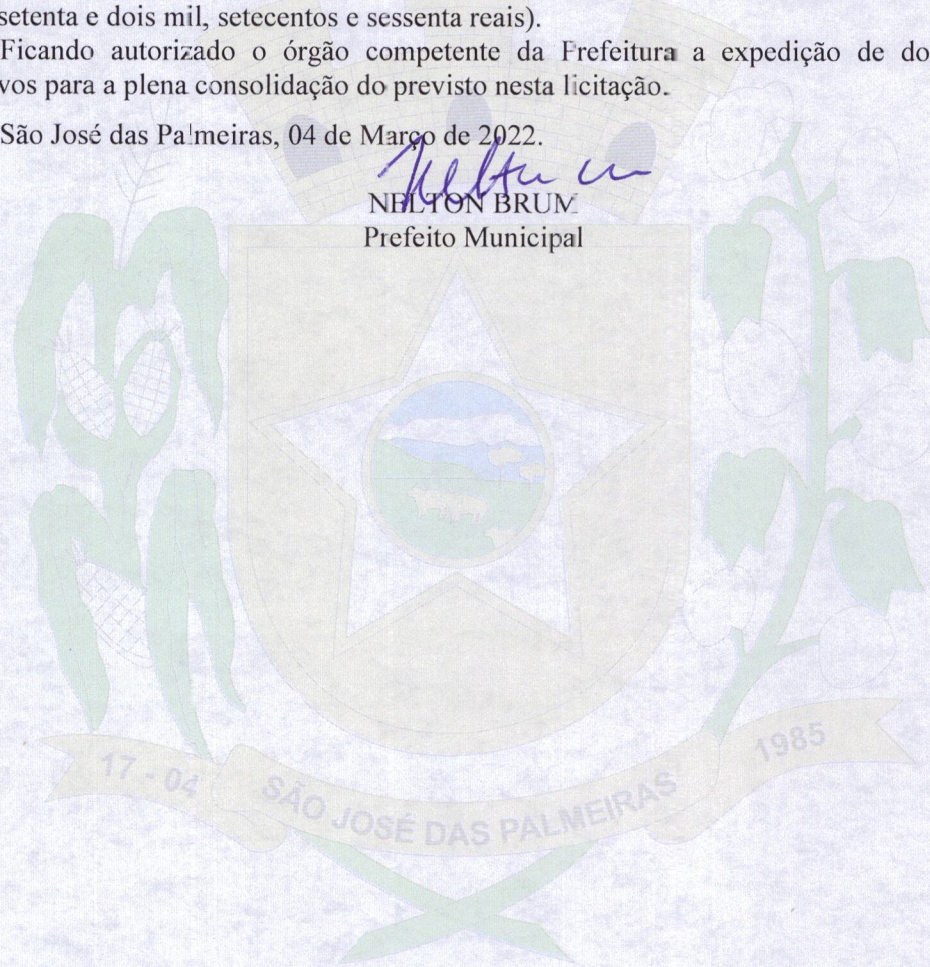 setenta e dois mil, setecentos e sessenta reais).
Ficando autorizado o órgão competente da Prefeitura a expedição de do
vos para a plena consolidação do previsto nesta licitação.
São José das Palmeiras, 04 de Março de 2022.
NELTON BRUM
Prefeito Municipal
17 - 04 SÃO JOSÉ DAS PALMEIRAS 1985